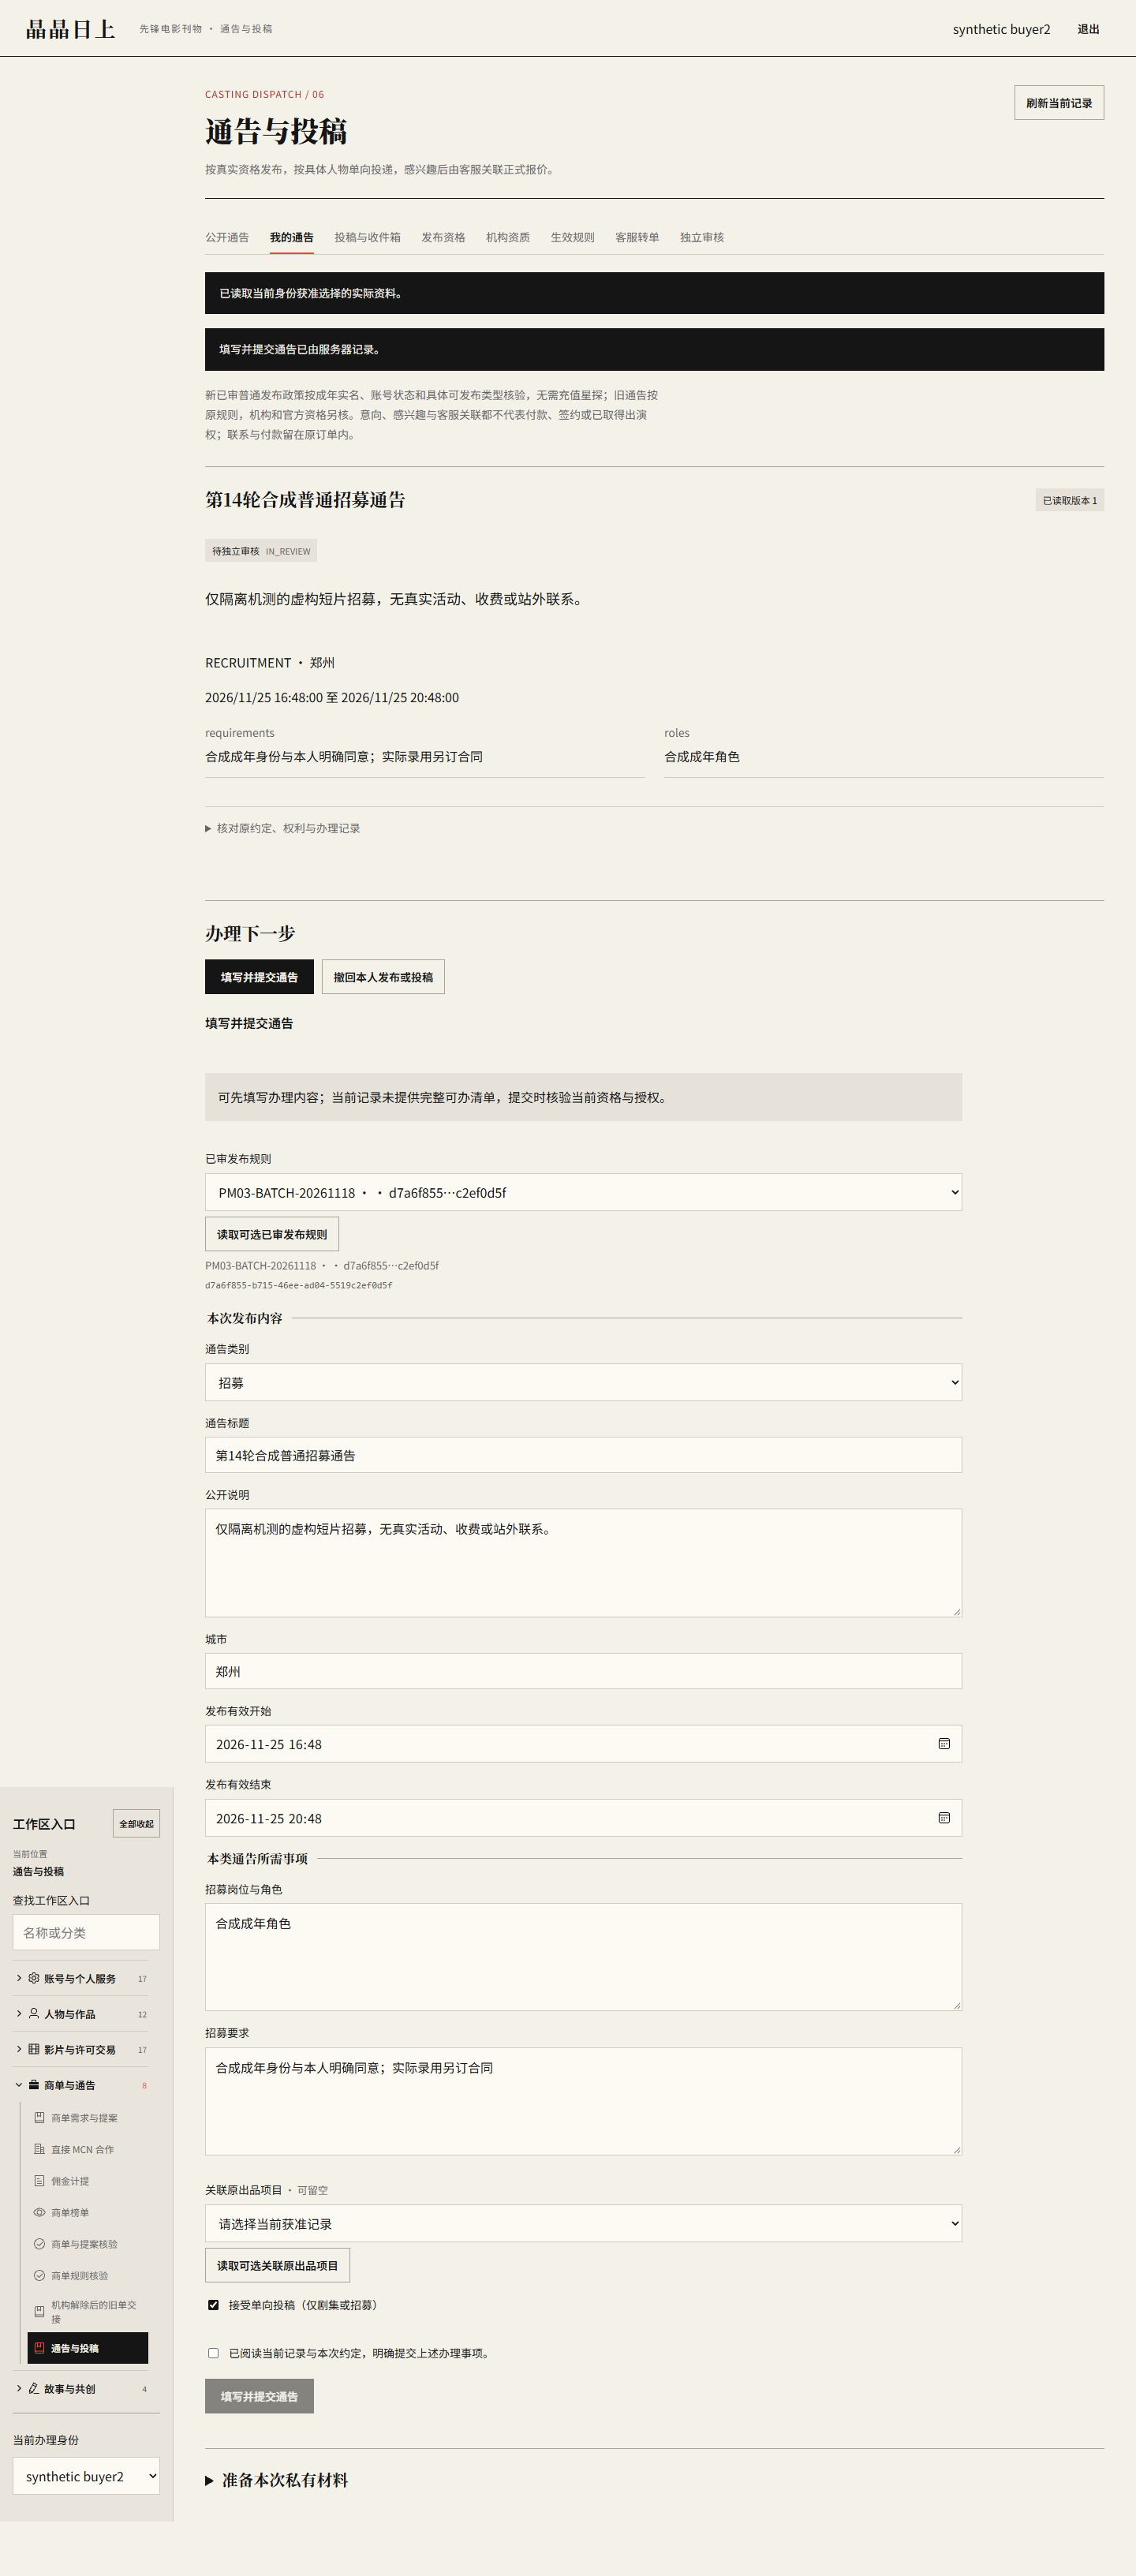 晶晶日上
先锋电影刊物 · 通告与投稿
synthetic buyer2
退出
CASTING DISPATCH / 06
通告与投稿
刷新当前记录
按真实资格发布，按具体人物单向投递，感兴趣后由客服关联正式报价。
公开通告 我的通告 投稿与收件箱 发布资格 机构资质 生效规则 客服转单 独立审核
已读取当前身份获准选择的实际资料。
填写并提交通告已由服务器记录。
新已审普通发布政策按成年实名、账号状态和具体可发布类型核验，无需充值星探；旧通告按
原规则，机构和官方资格另核。意向、感兴趣与客服关联都不代表付款、签约或已取得出演
权；联系与付款留在原订单内。
第14轮合成普通招募通告
已读取版本 1
待独立审核 IN_REVIEW
仅隔离机测的虚构短片招募，无真实活动、收费或站外联系。
RECRUITMENT · 郑州
2026/11/25 16:48:00 至 2026/11/25 20:48:00
requirements
合成成年身份与本人明确同意；实际录用另订合同
roles
合成成年角色
核对原约定、权利与办理记录
办理下一步
填写并提交通告
撤回本人发布或投稿
填写并提交通告
可先填写办理内容；当前记录未提供完整可办清单，提交时核验当前资格与授权。
已审发布规则
PM03-BATCH-20261118 · · d7a6f855…c2ef0d5f
读取可选已审发布规则
PM03-BATCH-20261118 · · d7a6f855…c2ef0d5f
d7a6f855-b715-46ee-ad04-5519c2ef0d5f
本次发布内容
通告类别
招募
通告标题
第14轮合成普通招募通告
公开说明
仅隔离机测的虚构短片招募，无真实活动、收费或站外联系。
城市
郑州
发布有效开始
2026-11-25 16:48
发布有效结束
2026-11-25 20:48
本类通告所需事项
招募岗位与角色
合成成年角色
招募要求
合成成年身份与本人明确同意；实际录用另订合同
关联原出品项目 · 可留空
请选择当前获准记录
读取可选关联原出品项目
接受单向投稿（仅剧集或招募）
已阅读当前记录与本次约定，明确提交上述办理事项。
填写并提交通告
准备本次私有材料
工作区入口
全部收起
当前位置
通告与投稿
查找工作区入口
名称或分类
账号与个人服务 17
人物与作品 12
影片与许可交易 17
商单与通告 8
商单需求与提案
直接 MCN 合作
佣金计提
商单榜单
商单与提案核验
商单规则核验
机构解除后的旧单交
接
通告与投稿
故事与共创 4
当前办理身份
synthetic buyer2